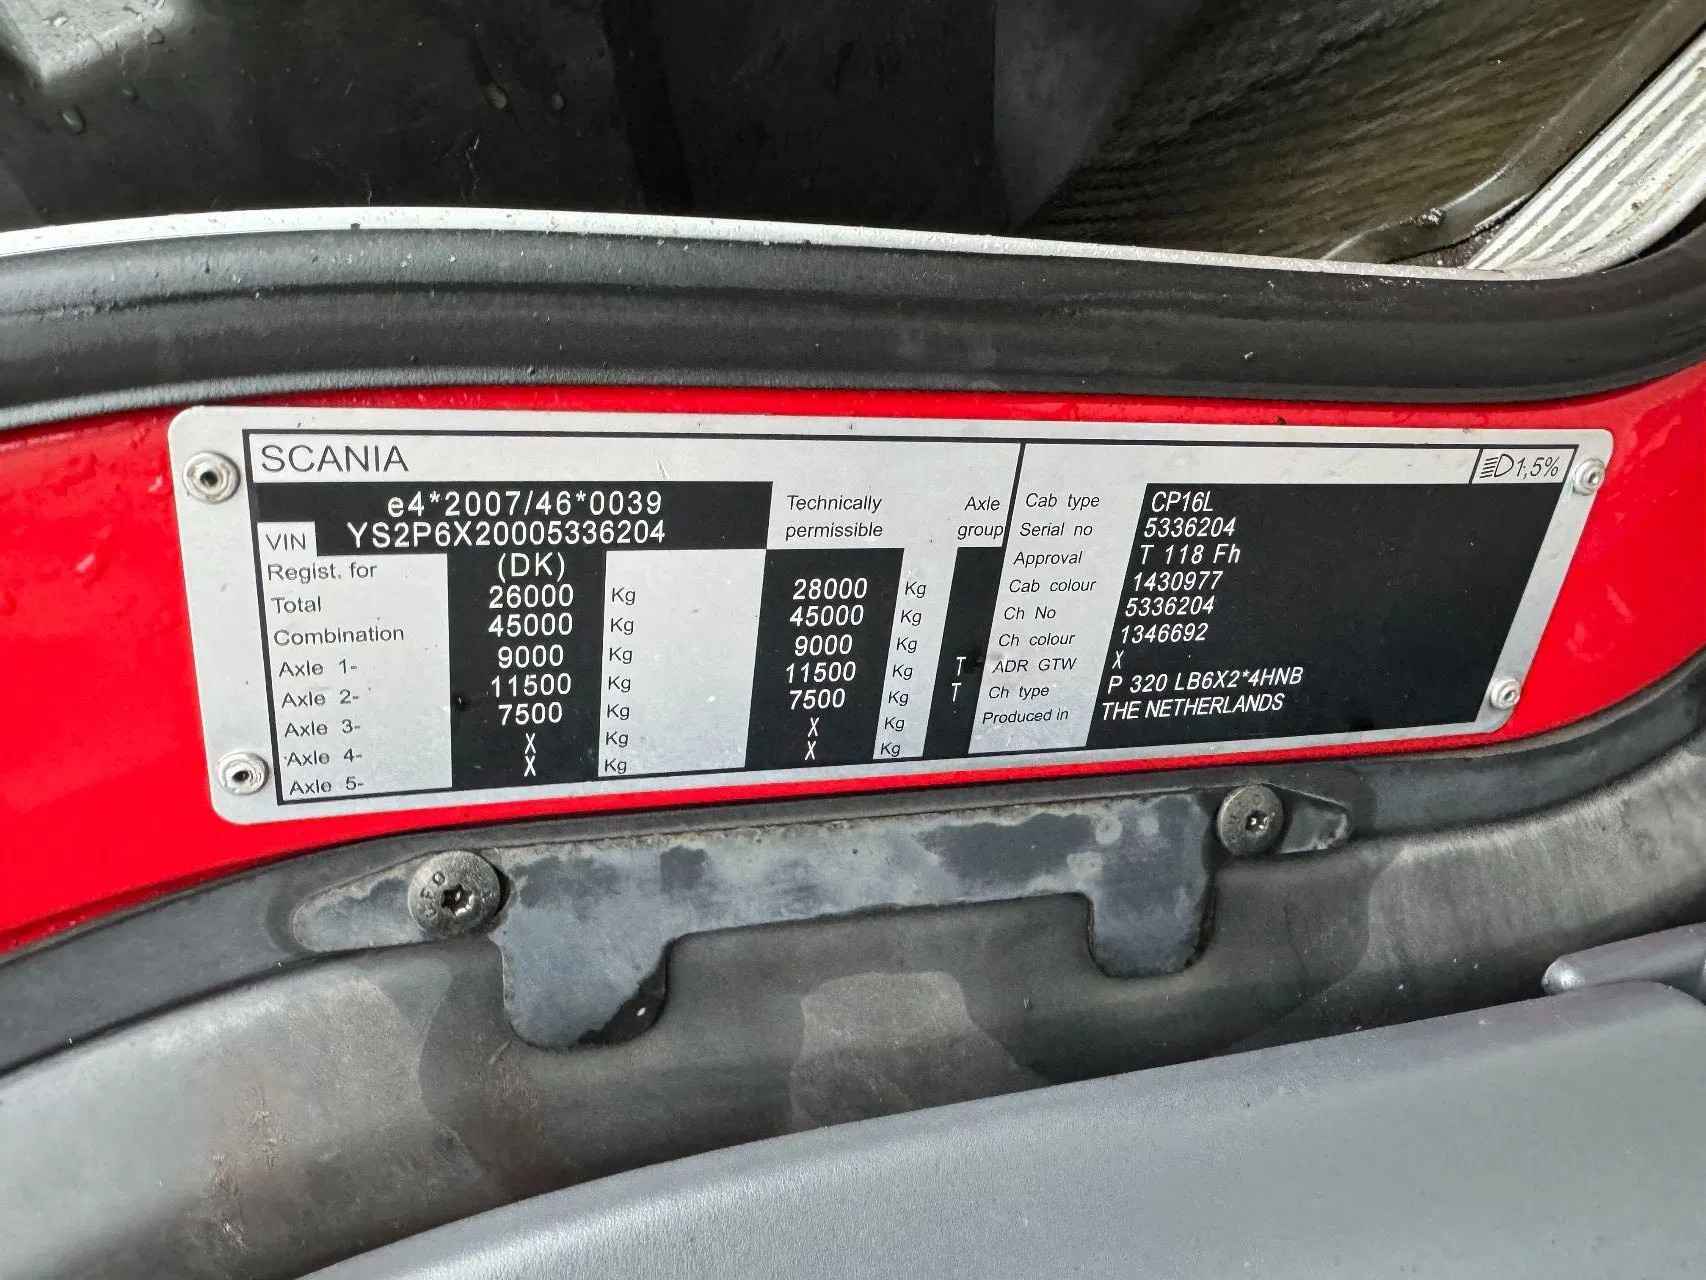 SCANIA
1,5%
e4*2007/46*0039
VIN YS2P6X20005336204
Technically permissible
Axle group
Regist. for (DK)
Total 26000 Kg 28000 Kg
Combination 45000 Kg 45000 Kg
Axle 1- 9000 Kg 9000 Kg
Axle 2- 11500 Kg 11500 Kg T
Axle 3- 7500 Kg 7500 Kg T
Axle 4- X Kg X Kg
Axle 5- X Kg X Kg
Cab type CP16L
Serial no 5336204
Approval T 118 Fh
Cab colour 1430977
Ch No 5336204
Ch colour 1346692
ADR GTW X
Ch type P 320 LB6X2*4HNB
Produced in THE NETHERLANDS